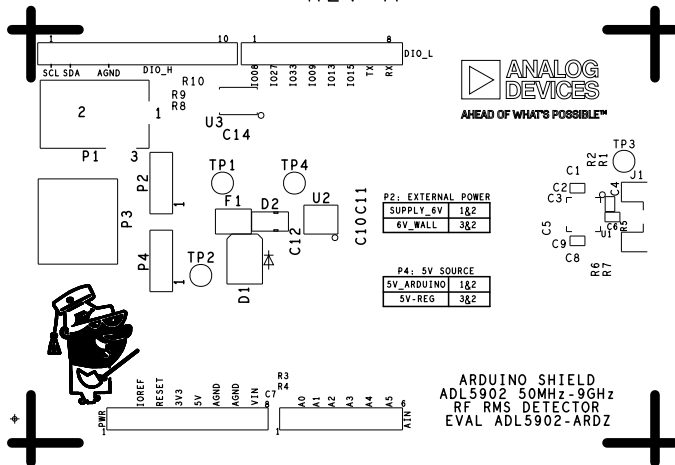 1
10
1
8
DIO_L
SCL SDA
AGND
DIO_H
IO08
IO27
IO33
IO09
IO13
IO15
TX
RX
R10
R9
R8
U3
C14
2
1
P1
3
ANALOG
DEVICES
AHEAD OF WHAT'S POSSIBLE™
TP3
R2
R1
J1
C1
C2
C3
C4
C5
C6
R5
U1
C9
C8
R6
R7
P2
1
P3
P4
1
TP1
TP4
F1
D2
U2
C12
C10
C11
TP2
D1
P2: EXTERNAL POWER
SUPPLY_6V 1&2
6V_WALL 3&2
P4: 5V SOURCE
5V_ARDUINO 1&2
5V-REG 3&2
IOREF
RESET
3V3
5V
AGND
AGND
VIN
R3
R4
C7
8
PWR
1
A0
A1
A2
A3
A4
A5
6
AIN
1
ARDUINO SHIELD
ADL5902 50MHz-9GHz
RF RMS DETECTOR
EVAL ADL5902-ARDZ